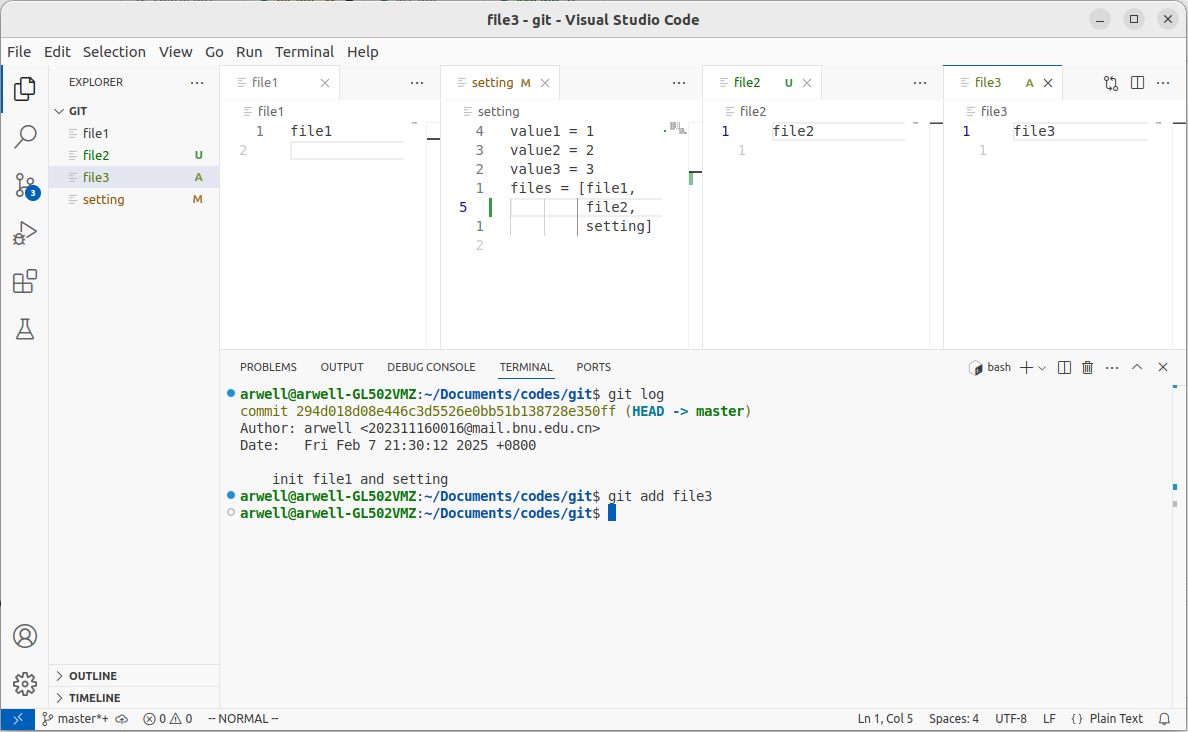 file3 - git - Visual Studio Code
File Edit Selection View Go Run Terminal Help
EXPLORER
GIT
file1
file2 U
file3 A
setting M
3
file1
file1
1 file1
2
setting M
setting
4 value1 = 1
3 value2 = 2
2 value3 = 3
1 files = [file1,
5 file2,
1 setting]
2
file2 U
file2
1 file2
1
file3 A
file3
1 file3
1
PROBLEMS OUTPUT DEBUG CONSOLE TERMINAL PORTS
bash
arwell@arwell-GL502VMZ:~/Documents/codes/git$ git log
commit 294d018d08e446c3d5526e0bb51b138728e350ff (HEAD -> master)
Author: arwell <202311160016@mail.bnu.edu.cn>
Date:   Fri Feb 7 21:30:12 2025 +0800
init file1 and setting
arwell@arwell-GL502VMZ:~/Documents/codes/git$ git add file3
arwell@arwell-GL502VMZ:~/Documents/codes/git$
OUTLINE
TIMELINE
master*+ 0 0 -- NORMAL -- Ln 1, Col 5 Spaces: 4 UTF-8 LF {} Plain Text